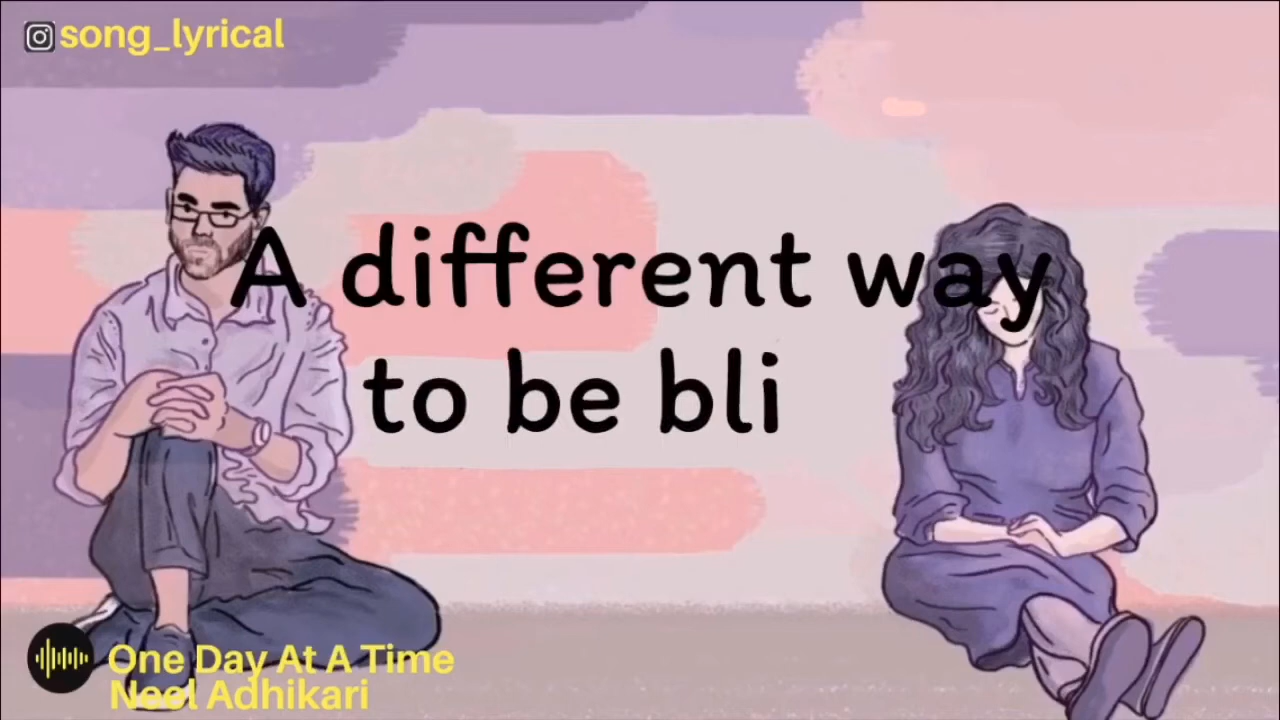 song_lyrical
A different way
to be bli
One Day At A Time
Neel Adhikari